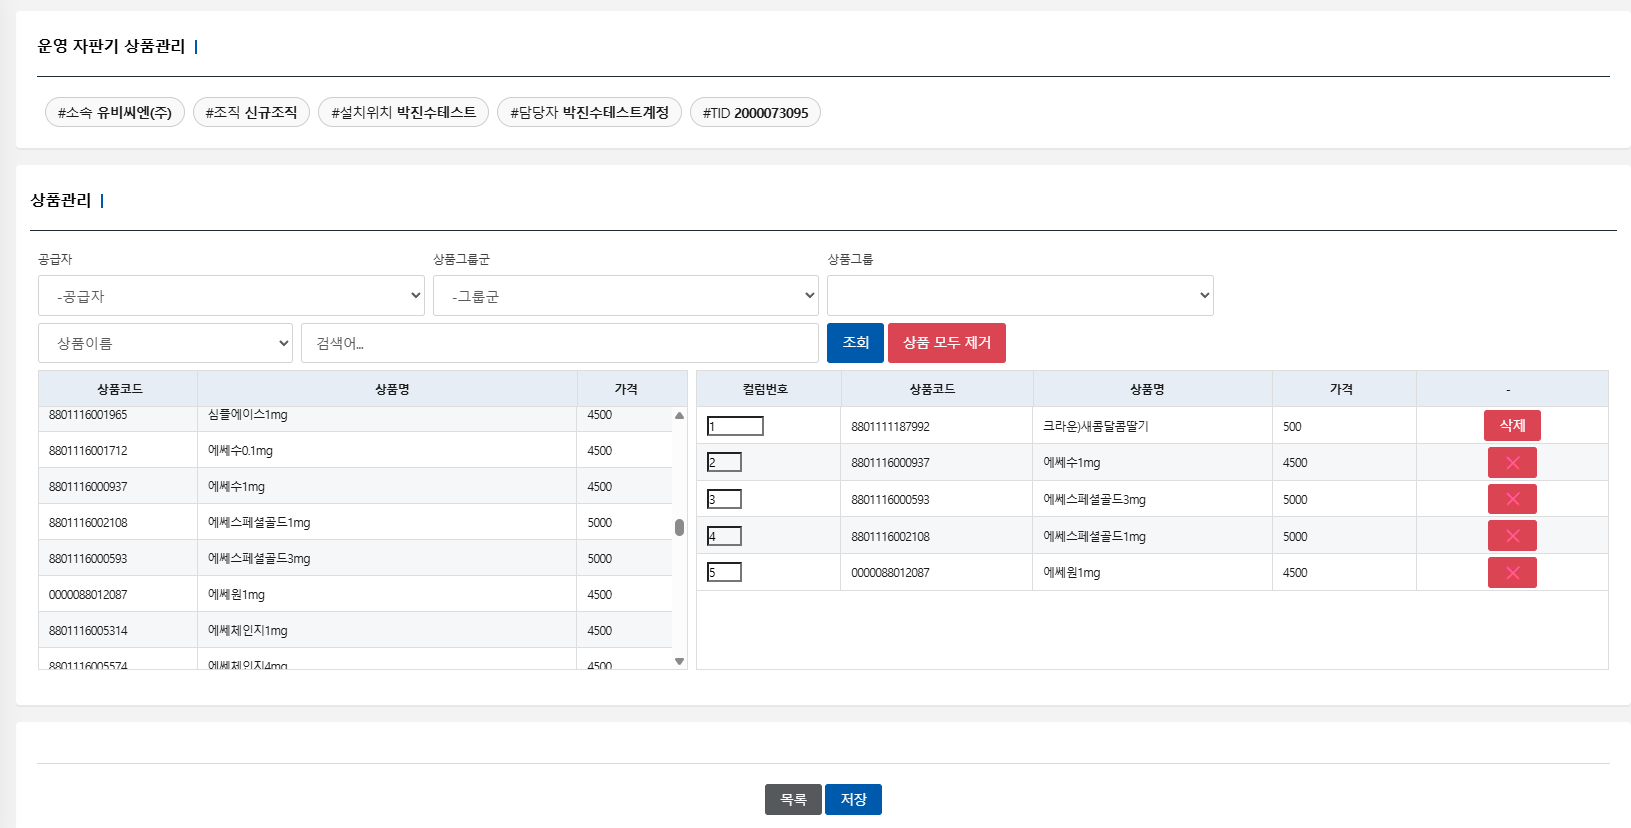 운영 자판기 상품관리
#소속 유비씨엔(주) #조직 신규조직 #설치위치 박진수테스트 #담당자 박진수테스트계정 #TID 2000073095
상품관리
공급자 상품그룹군 상품그룹
-공급자 -그룹군
상품이름 검색어... 조회 상품 모두 제거
상품코드 상품명 가격
8801116001965 심플에이스1mg 4500
8801116001712 에쎄수0.1mg 4500
8801116000937 에쎄수1mg 4500
8801116002108 에쎄스페셜골드1mg 5000
8801116000593 에쎄스페셜골드3mg 5000
0000088012087 에쎄원1mg 4500
8801116005314 에쎄체인지1mg 4500
8801116005574 에쎄체인지4mg 4500
컬럼번호 상품코드 상품명 가격 -
1 8801111187992 크라운)새콤달콤딸기 500 삭제
2 8801116000937 에쎄수1mg 4500
3 8801116000593 에쎄스페셜골드3mg 5000
4 8801116002108 에쎄스페셜골드1mg 5000
5 0000088012087 에쎄원1mg 4500
목록 저장